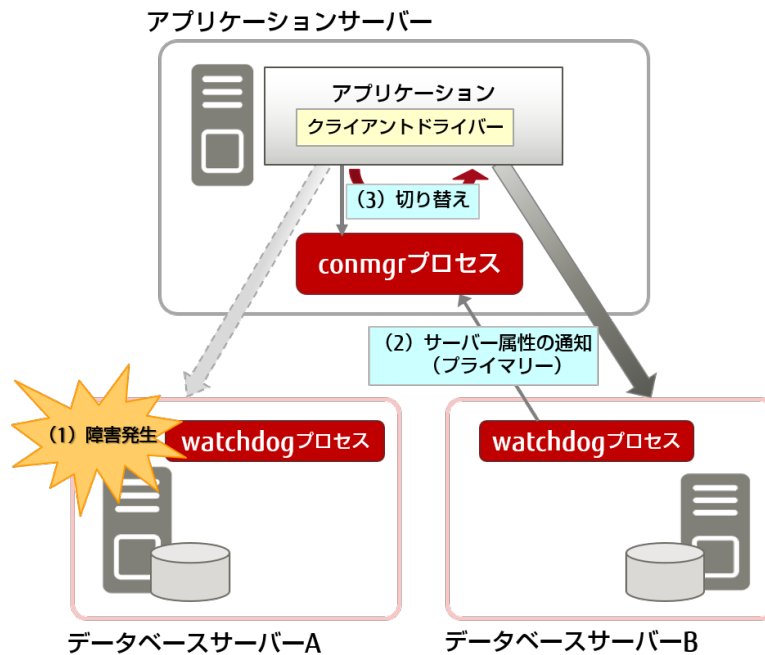 アプリケーションサーバー
アプリケーション
クライアントドライバー
（3）切り替え
conmgrプロセス
（2）サーバー属性の通知
（プライマリー）
（1）障害発生
watchdogプロセス
watchdogプロセス
データベースサーバーA
データベースサーバーB